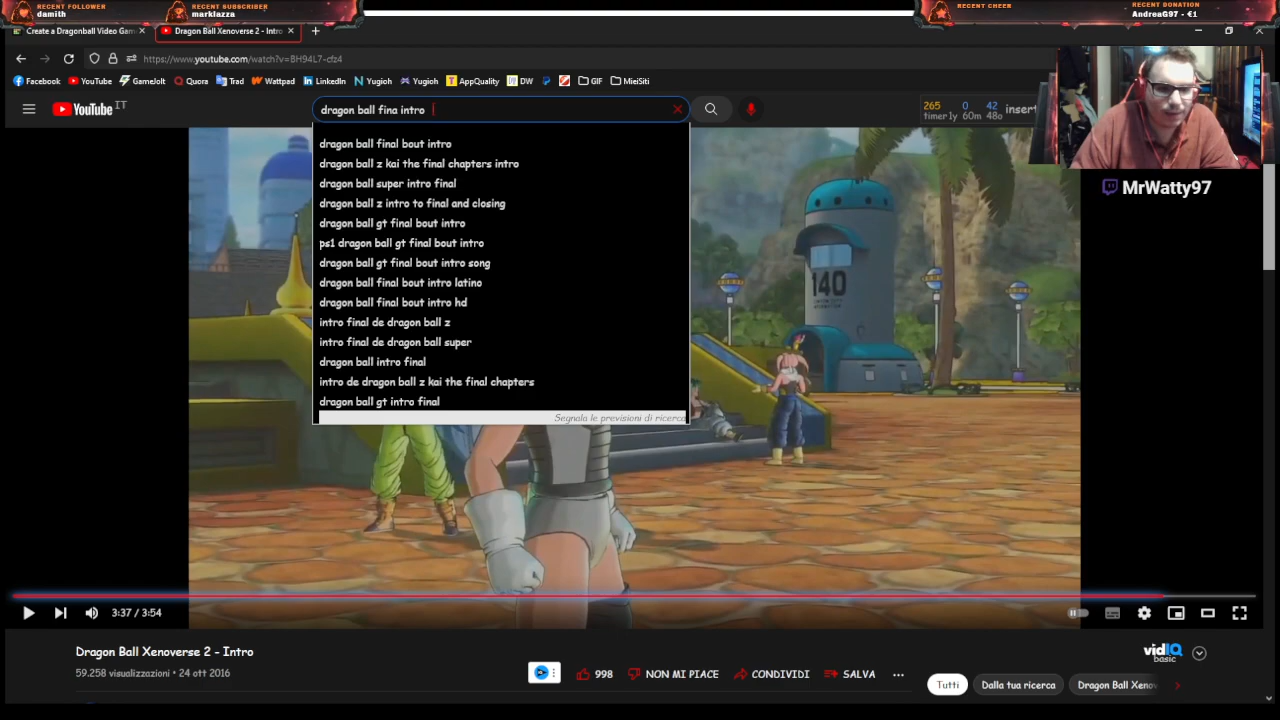 RECENT FOLLOWER
damith
RECENT SUBSCRIBER
marklazza
RECENT CHEER
RECENT DONATION
AndreaG97 - €1
Create a Dragonball Video Gam
Dragon Ball Xenoverse 2 - Intro
https://www.youtube.com/watch?v=BH94L7-cfz4
Facebook YouTube GameJolt Quora Trad Wattpad LinkedIn Yugioh Yugioh AppQuality DW GIF MieiSiti
YouTube IT
dragon ball fina intro
265 0 42 insert
timer1y 60m 48o
dragon ball final bout intro
dragon ball z kai the final chapters intro
dragon ball super intro final
dragon ball z intro to final and closing
dragon ball gt final bout intro
ps1 dragon ball gt final bout intro
dragon ball gt final bout intro song
dragon ball final bout intro latino
dragon ball final bout intro hd
intro final de dragon ball z
intro final de dragon ball super
dragon ball intro final
intro de dragon ball z kai the final chapters
dragon ball gt intro final
Segnala le previsioni di ricerca
MrWatty97
140
3:37 / 3:54
Dragon Ball Xenoverse 2 - Intro
59.258 visualizzazioni • 24 ott 2016
998 NON MI PIACE CONDIVIDI SALVA
vidIQ
basic
Tutti Dalla tua ricerca Dragon Ball Xenov